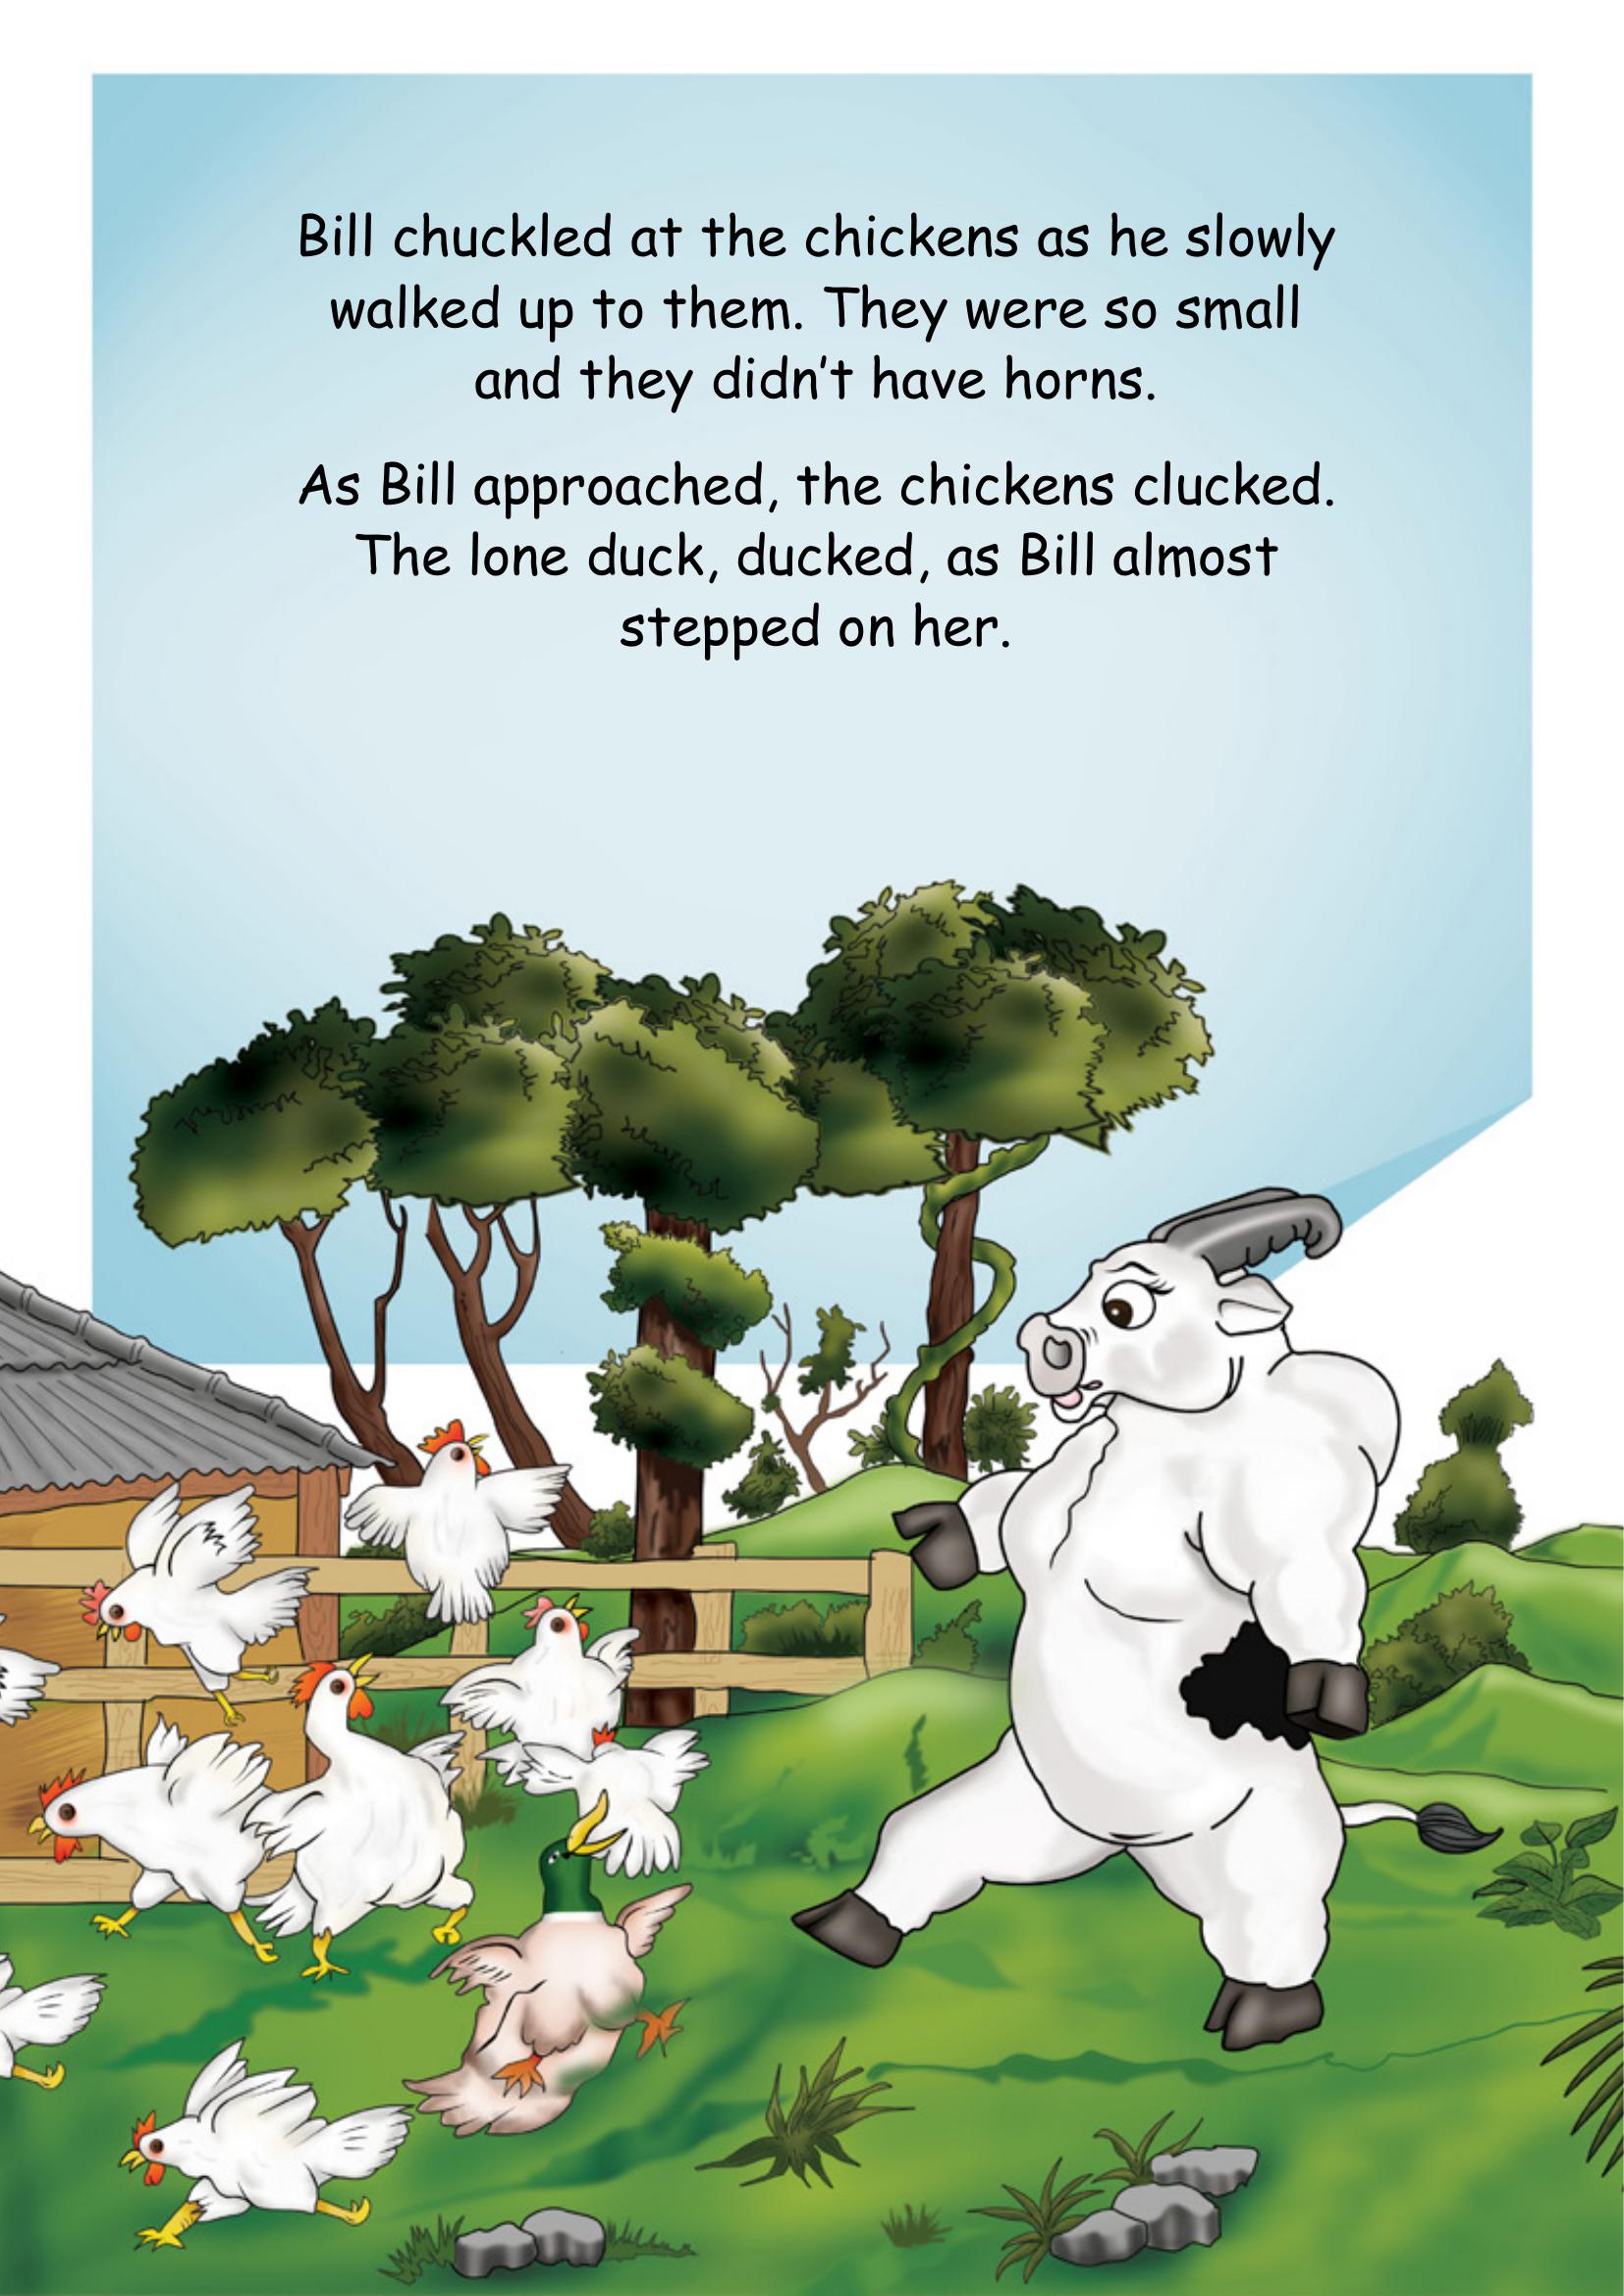 Bill chuckled at the chickens as he slowly
walked up to them. They were so small
and they didn’t have horns.
As Bill approached, the chickens clucked.
The lone duck, ducked, as Bill almost
stepped on her.